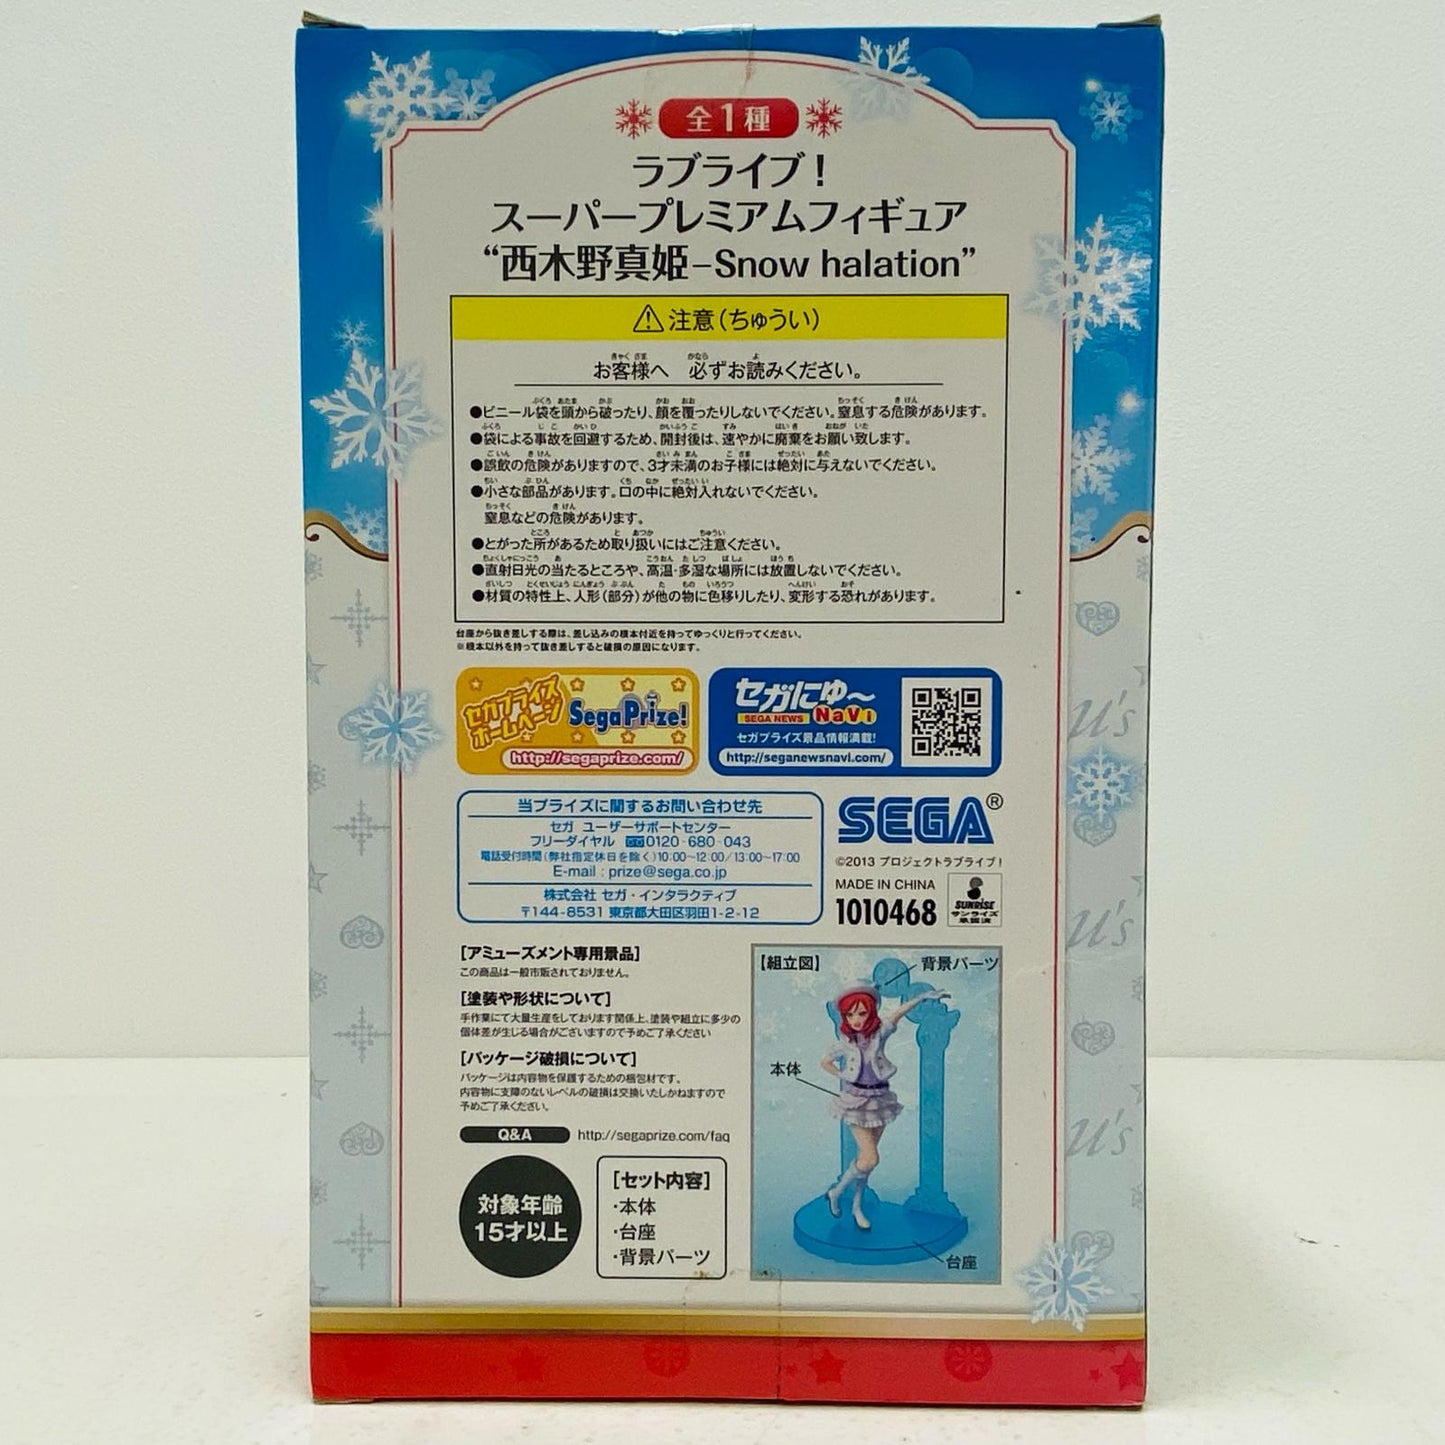 全1種
ラブライブ！
スーパープレミアムフィギュア
“西木野真姫−Snow halation”
⚠注意(ちゅうい)
お客様へ 必ずお読みください。
●ビニール袋を頭から破ったり、顔を覆ったりしないでください。窒息する危険があります。
●袋による事故を回避するため、開封後は、速やかに廃棄をお願い致します。
●誤飲の危険がありますので、3才未満のお子様には絶対に与えないでください。
●小さな部品があります。口の中に絶対入れないでください。
窒息などの危険があります。
●とがった所があるため取り扱いにはご注意ください。
●直射日光の当たるところや、高温・多湿な場所には放置しないでください。
●材質の特性上、人形(部分)が他の物に色移りしたり、変形する恐れがあります。
台座から抜き差しする際は、差し込みの根本付近を持ってゆっくりと行ってください。
※根本以外を持って抜き差しすると破損の原因になります。
セガプライズ
ホームページ
SegaPrize!
http://segaprize.com/
セガにゅ〜
SEGA NEWS NaVi
セガプライズ景品情報満載!
http://seganewsnavi.com/
当プライズに関するお問い合わせ先
セガ ユーザーサポートセンター
フリーダイヤル 0120-680-043
電話受付時間(弊社指定休日を除く)10:00〜12:00/13:00〜17:00
E-mail : prize@sega.co.jp
株式会社 セガ・インタラクティブ
〒144-8531 東京都大田区羽田1-2-12
SEGA®
©2013 プロジェクトラブライブ！
MADE IN CHINA
1010468
SUNRISE
サンライズ
承認済
[アミューズメント専用景品]
この商品は一般市販されておりません。
[塗装や形状について]
手作業にて大量生産をしております関係上、塗装や組立に多少の
個体差が生じる場合がございますので予めご了承ください
[パッケージ破損について]
パッケージは内容物を保護するための梱包材です。
内容物に支障のないレベルの破損は交換いたしかねますので
予めご了承ください。
Q&A http://segaprize.com/faq
対象年齢
15才以上
[セット内容]
・本体
・台座
・背景パーツ
【組立図】
背景パーツ
本体
台座
μ's
μ's
μ's